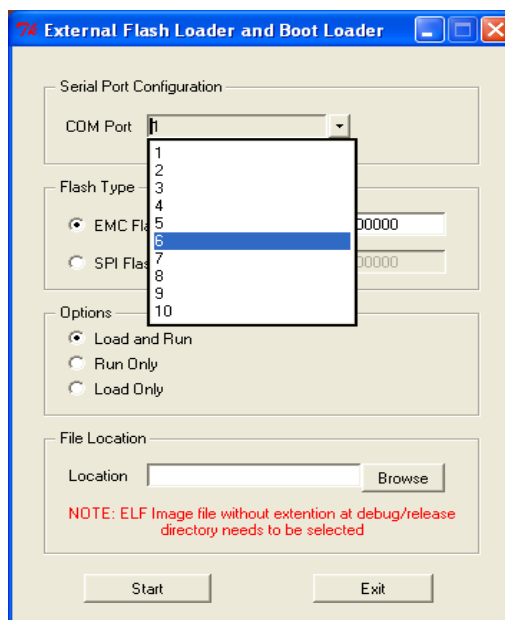 External Flash Loader and Boot Loader
Serial Port Configuration
COM Port 1
1
2
3
4
5
6
7
8
9
10
Flash Type
EMC Fl 00000
SPI Flas 00000
Options
Load and Run
Run Only
Load Only
File Location
Location Browse
NOTE: ELF Image file without extention at debug/release
directory needs to be selected
Start Exit